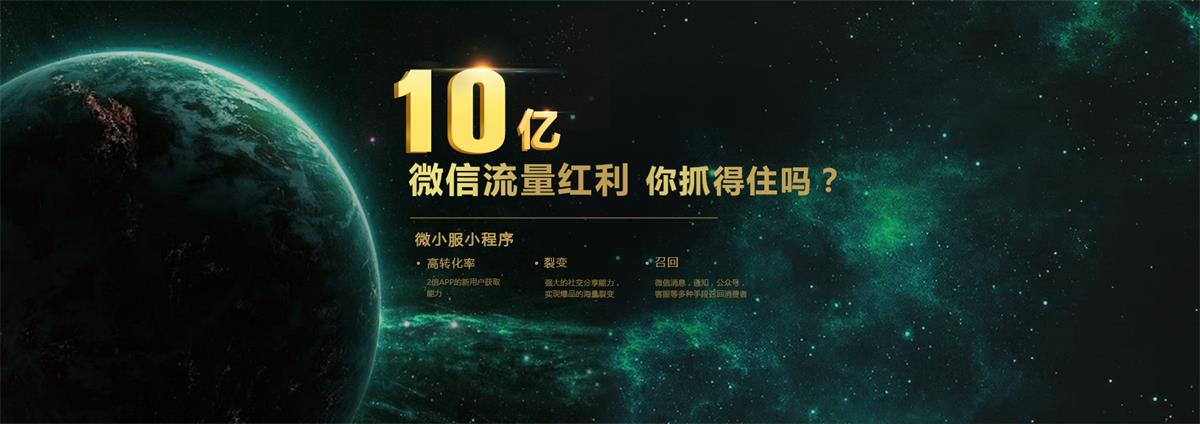 10亿
微信流量红利 你抓得住吗？
微小服小程序
• 高转化率
2倍APP的新用户获取
能力
• 裂变
强大的社交分享能力，
实现爆品的海量裂变
• 召回
微信消息，通知，公众号，
客服等多种手段召回消费者